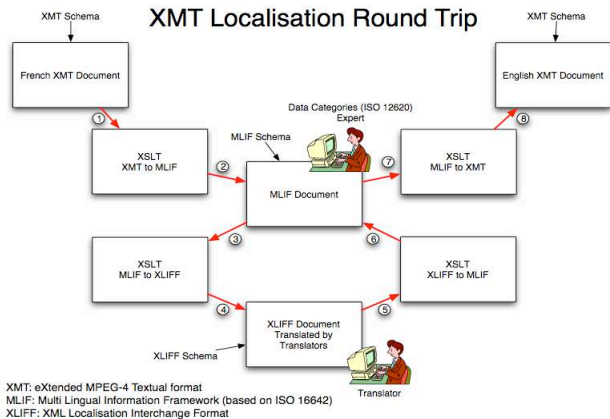 XMT Localisation Round Trip
XMT Schema
XMT Schema
French XMT Document
English XMT Document
1
8
Data Categories (ISO 12620)
Expert
MLIF Schema
XSLT
XMT to MLIF
2
7
XSLT
MLIF to XMT
MLIF Document
3
6
XSLT
MLIF to XLIFF
XSLT
XLIFF to MLIF
4
5
XLIFF Document
Translated by
Translators
XLIFF Schema
Translator
XMT: eXtended MPEG-4 Textual format
MLIF: Multi Lingual Information Framework (based on ISO 16642)
XLIFF: XML Localisation Interchange Format